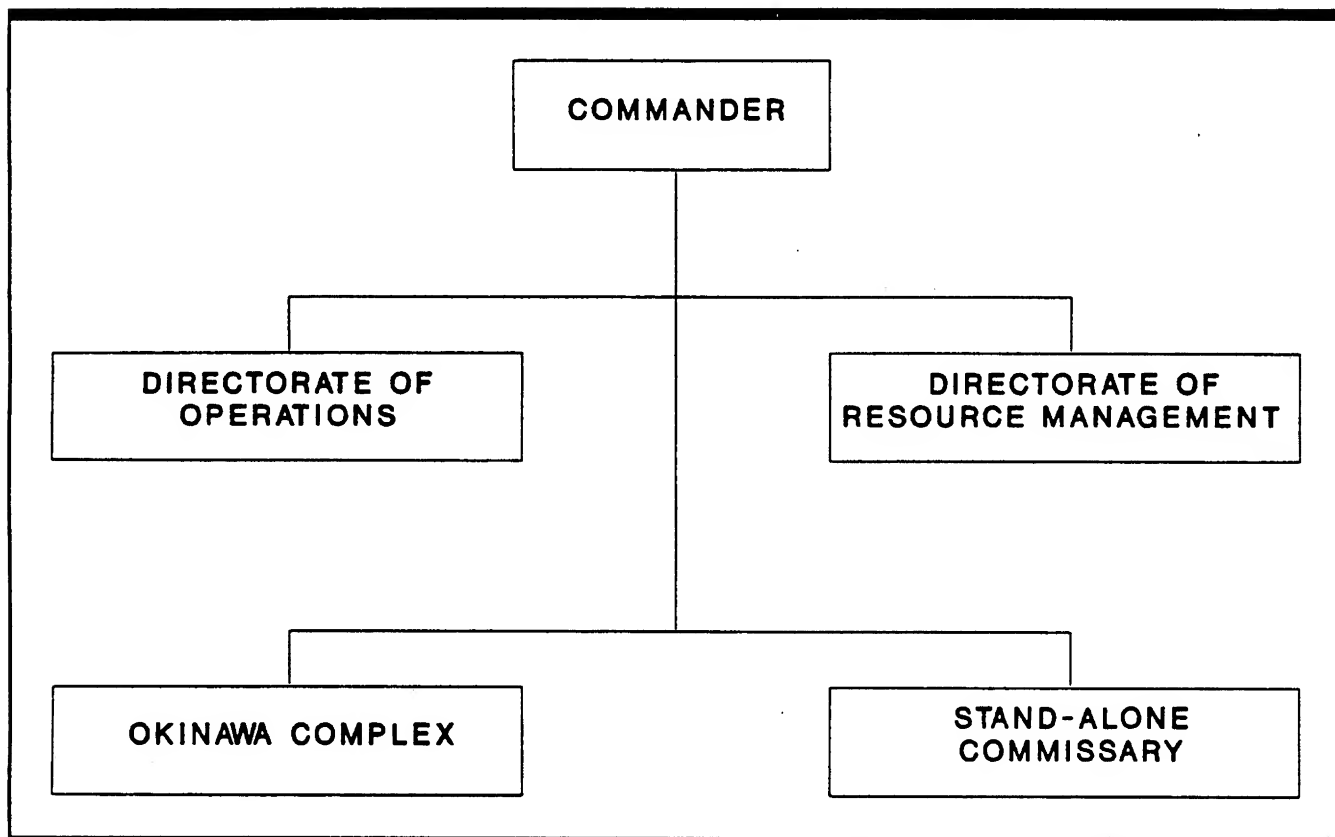 COMMANDER
DIRECTORATE OF
OPERATIONS
DIRECTORATE OF
RESOURCE MANAGEMENT
OKINAWA COMPLEX
STAND-ALONE
COMMISSARY